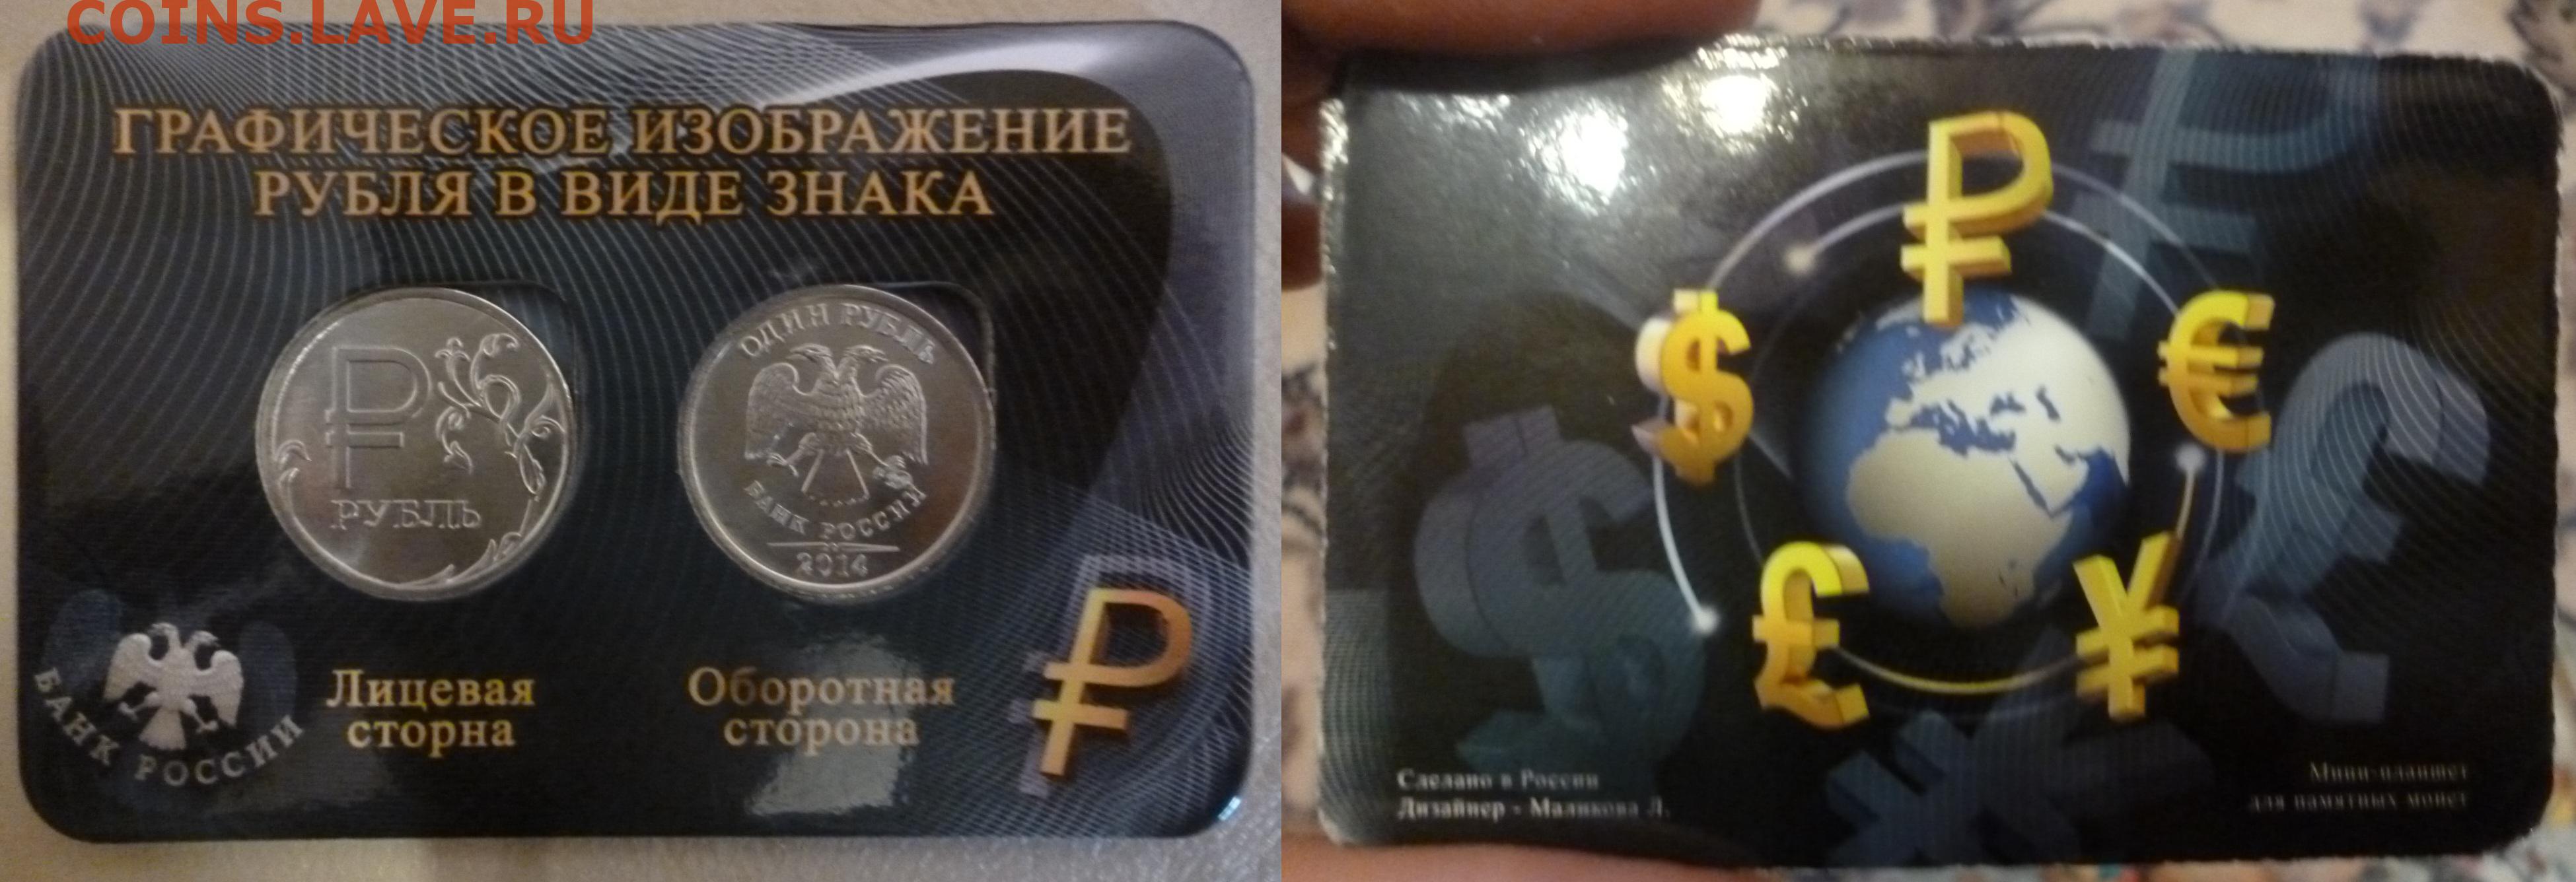 COINS.LAVE.RU
ГРАФИЧЕСКОЕ ИЗОБРАЖЕНИЕ
РУБЛЯ В ВИДЕ ЗНАКА
₽
РУБЛЬ
ОДИН РУБЛЬ
БАНК РОССИИ
2014
БАНК РОССИИ
Лицевая
сторна
Оборотная
сторона
₽
₽
$
€
£
¥
Сделано в России
Дизайнер - Маликова Л.
Мини-планшет
для памятных монет